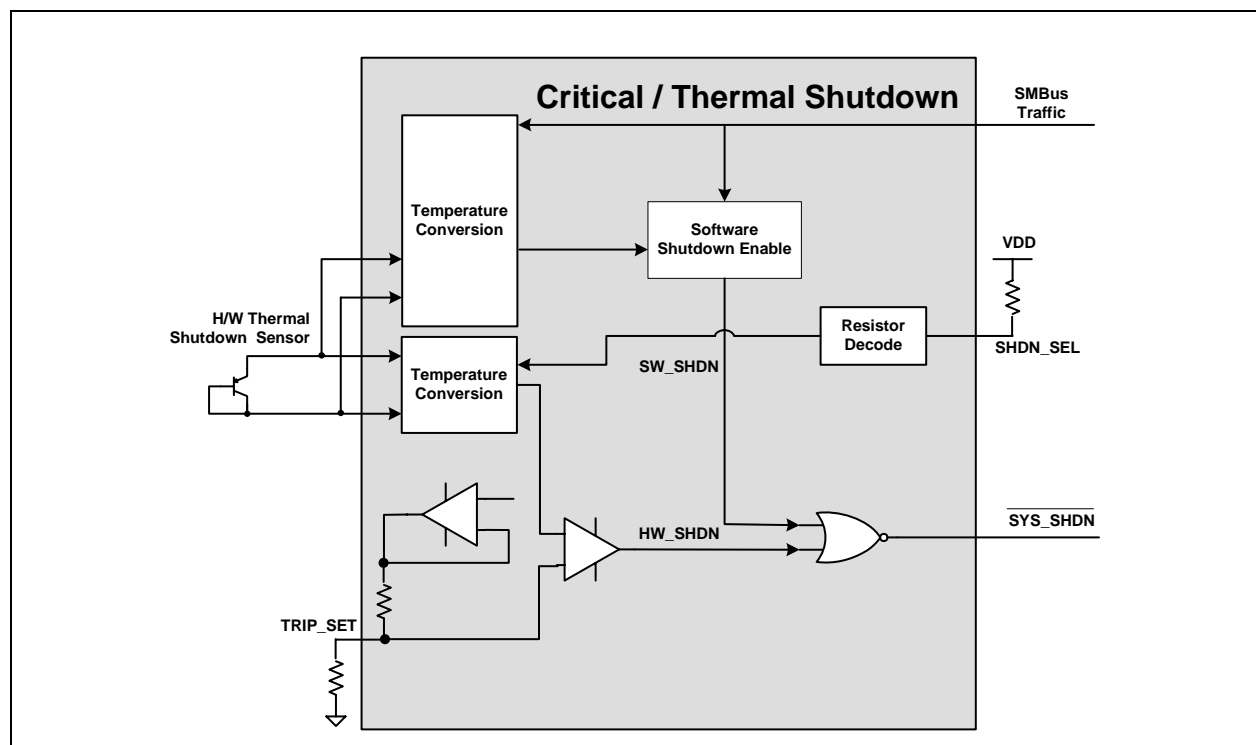 Critical / Thermal Shutdown
SMBus
Traffic
Temperature
Conversion
Software
Shutdown Enable
VDD
H/W Thermal
Shutdown Sensor
Resistor
Decode
SHDN_SEL
Temperature
Conversion
SW_SHDN
SYS_SHDN
HW_SHDN
TRIP_SET